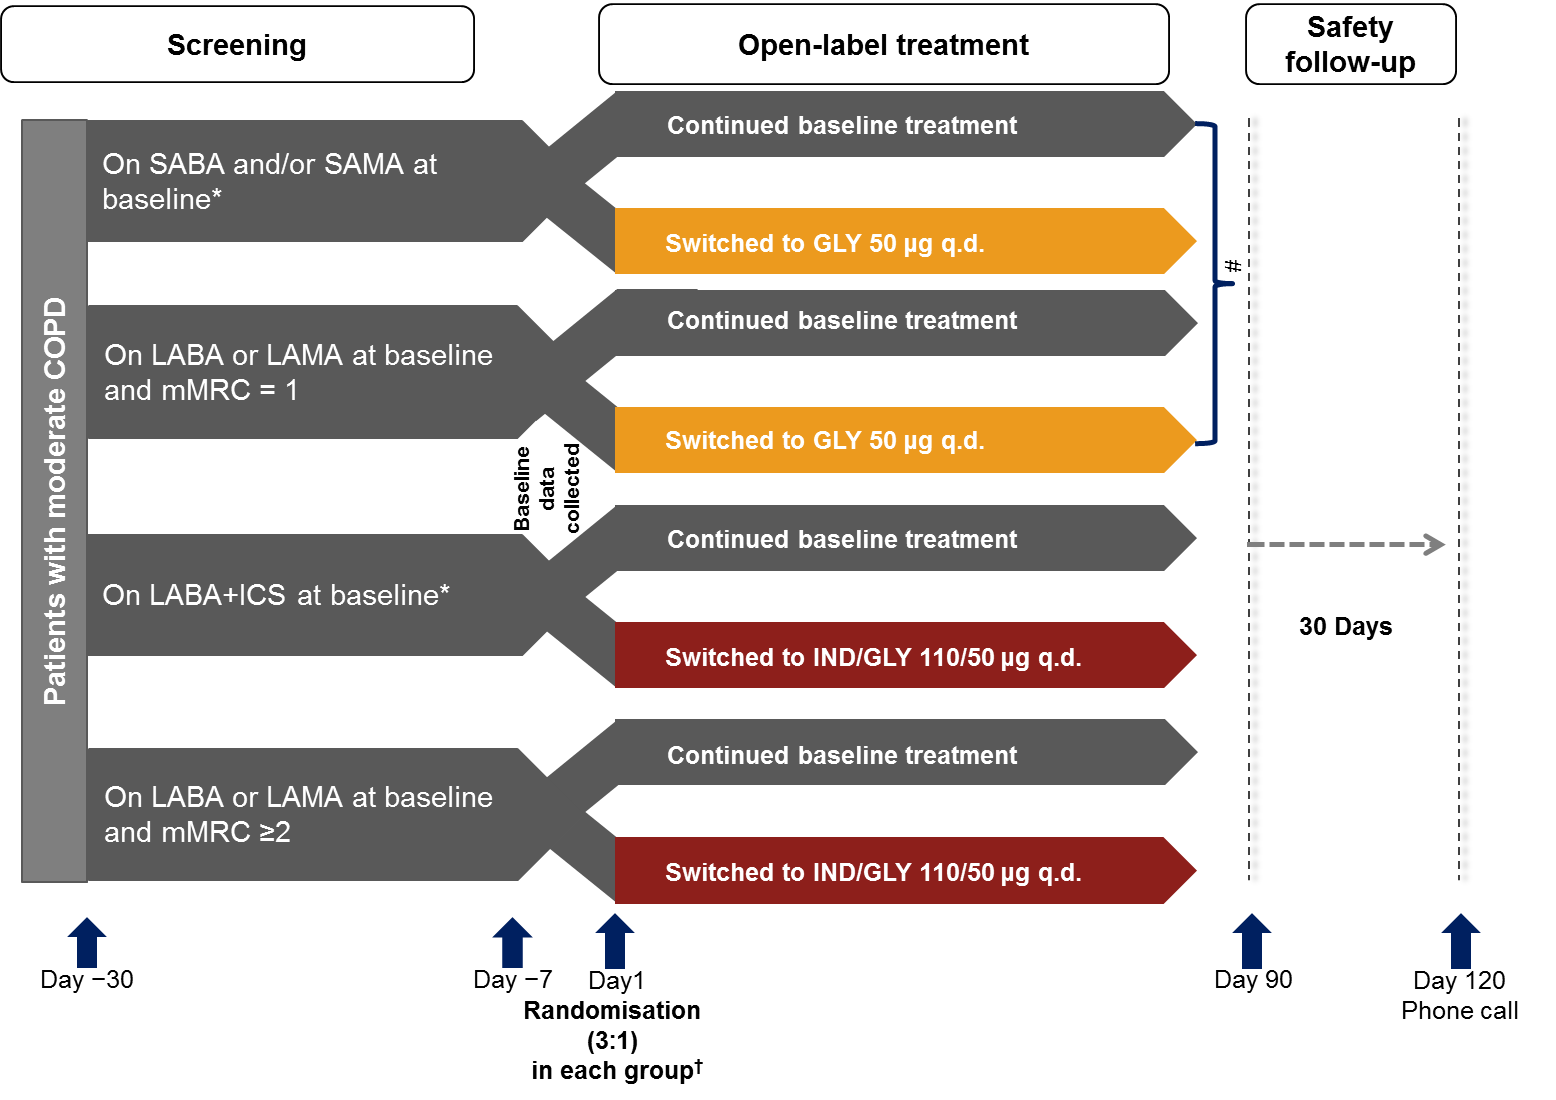 Screening
Open-label treatment
Safety
follow-up
Patients with moderate COPD
On SABA and/or SAMA at
baseline*
Continued baseline treatment
Switched to GLY 50 µg q.d.
#
On LABA or LAMA at baseline
and mMRC = 1
Continued baseline treatment
Switched to GLY 50 µg q.d.
Baseline
data
collected
On LABA+ICS at baseline*
Continued baseline treatment
Switched to IND/GLY 110/50 µg q.d.
30 Days
On LABA or LAMA at baseline
and mMRC ≥2
Continued baseline treatment
Switched to IND/GLY 110/50 µg q.d.
Day −30
Day −7
Day1
Randomisation
(3:1)
in each group†
Day 90
Day 120
Phone call